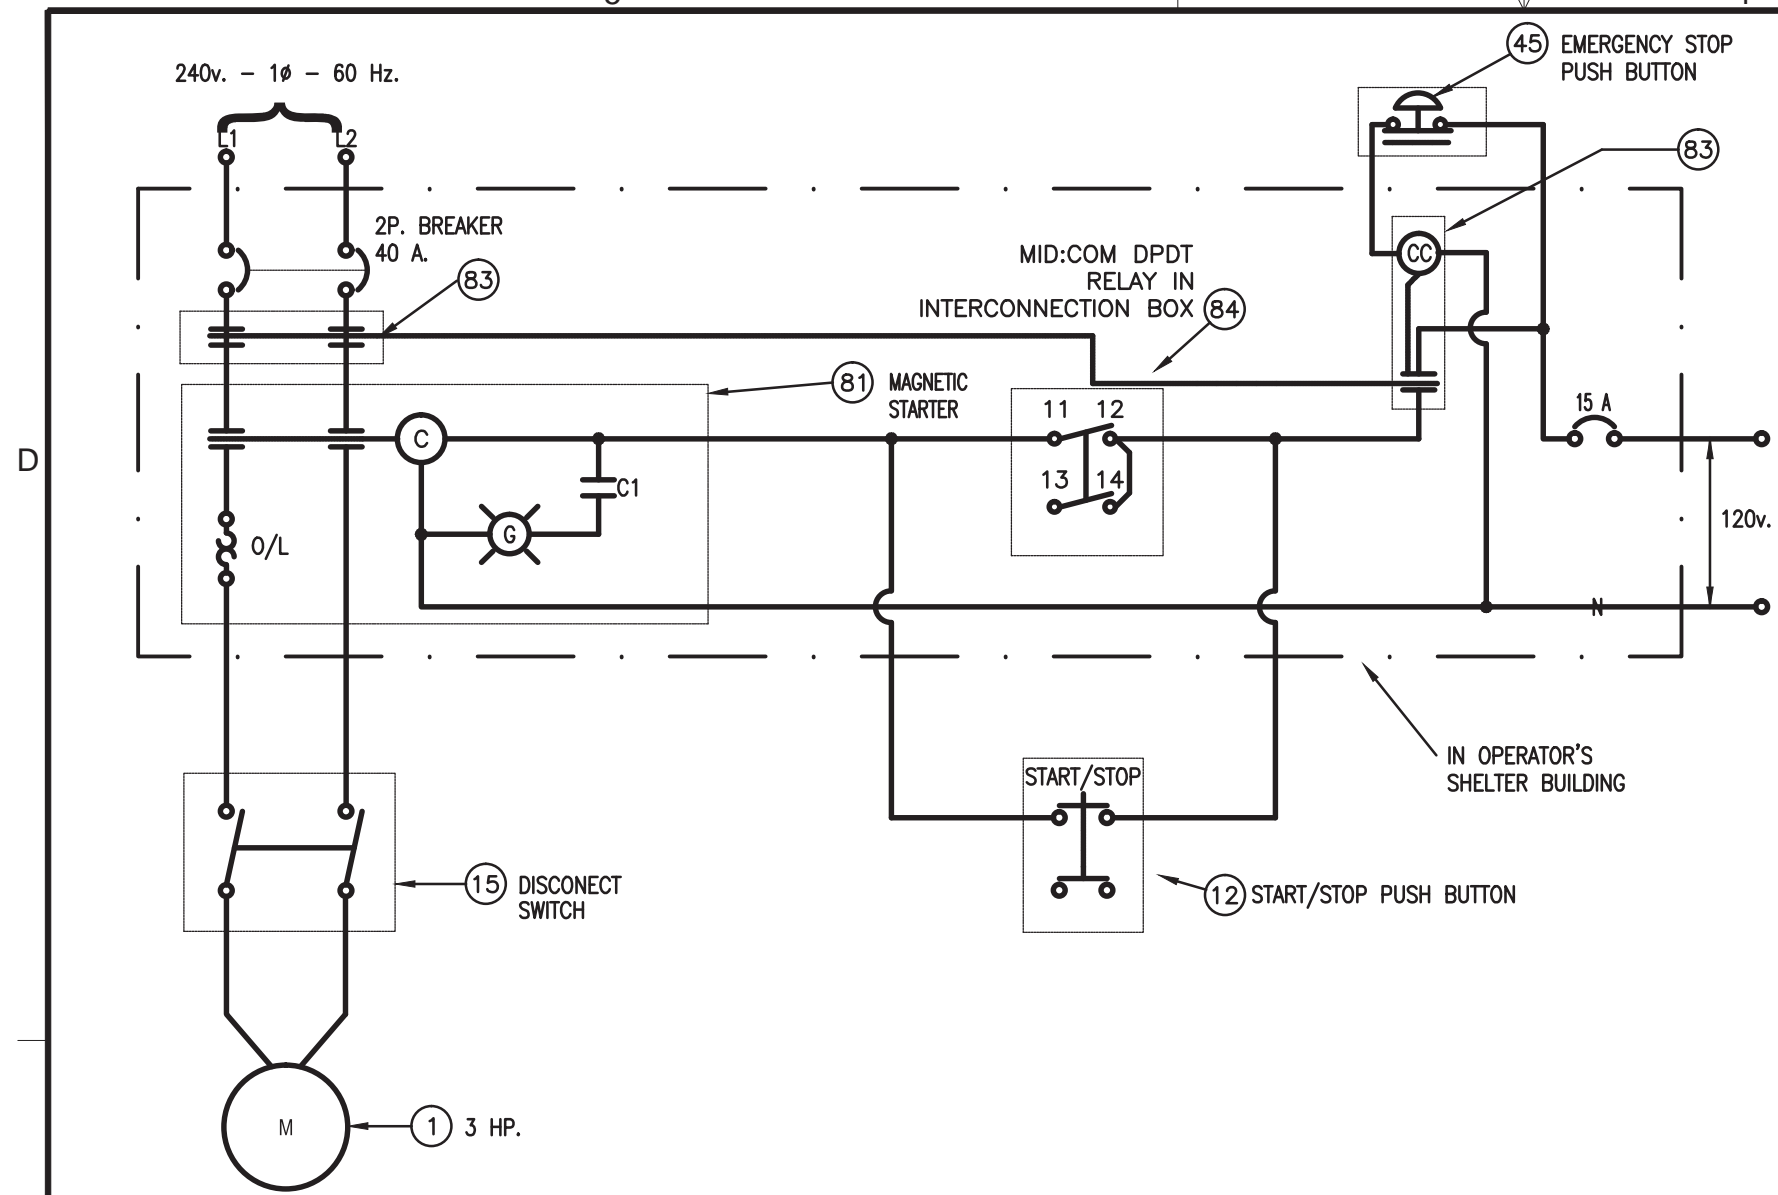 45 EMERGENCY STOP
PUSH BUTTON
240v. - 1ø - 60 Hz.
L1 L2
83
2P. BREAKER
40 A.
83
MID:COM DPDT
RELAY IN
INTERCONNECTION BOX 84
CC
81 MAGNETIC
STARTER
11 12
15 A
C
D
13 14
C1
G
O/L
120v.
N
IN OPERATOR'S
SHELTER BUILDING
START/STOP
15 DISCONECT
SWITCH
12 START/STOP PUSH BUTTON
M
1 3 HP.